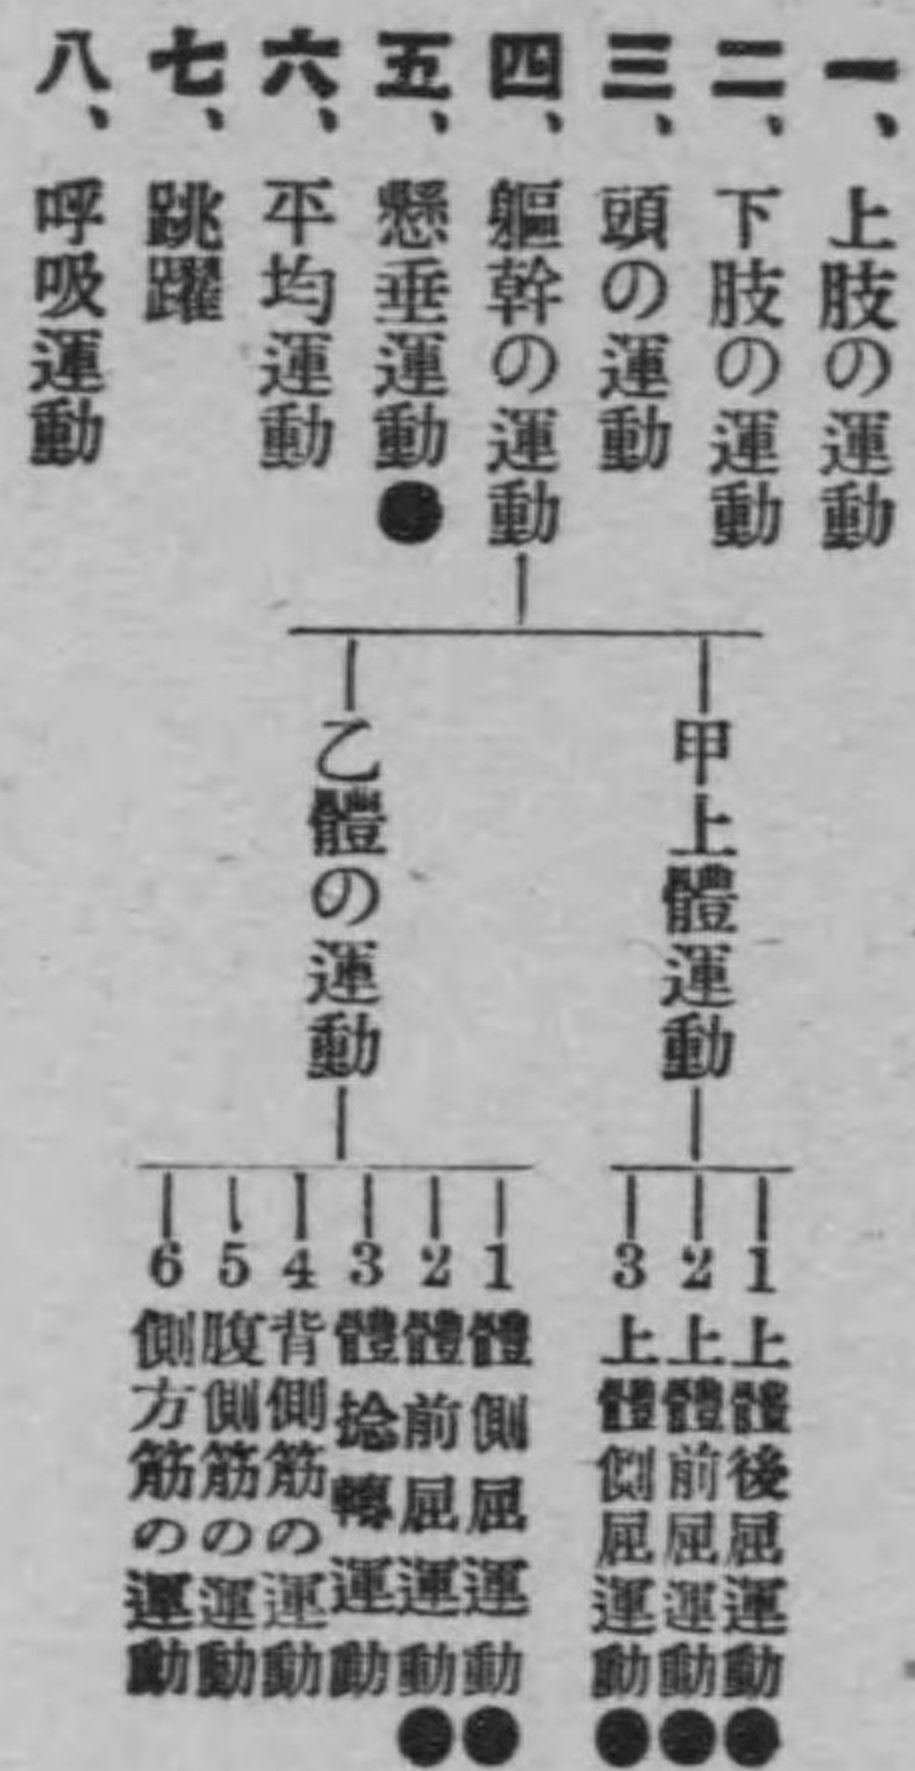 一、上肢の運動
二、下肢の運動
三、頭の運動
四、軀幹の運動
甲上體運動
1上體後屈運動●
2上體前屈運動●
3上體側屈運動●
乙體の運動
1體側屈運動●
2體前屈運動●
3體捻轉運動
4背側筋の運動
5腹側筋の運動
6側方筋の運動
五、懸垂運動●
六、平均運動
七、跳躍
八、呼吸運動